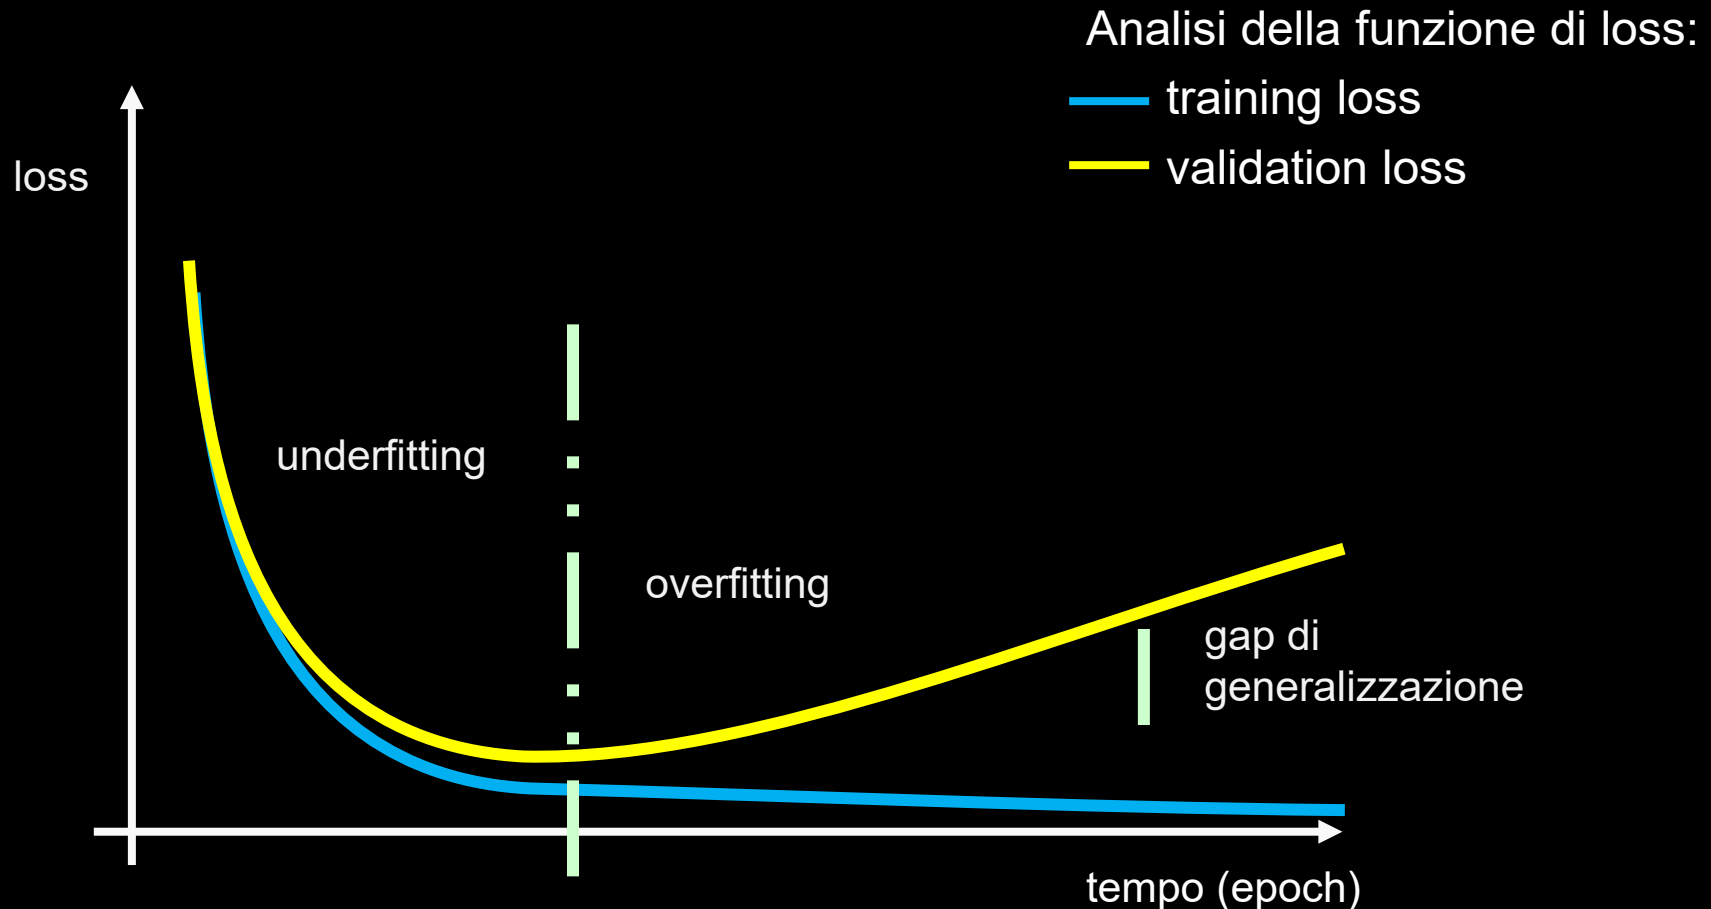 Analisi della funzione di loss:
training loss
validation loss
loss
underfitting
overfitting
gap di
generalizzazione
tempo (epoch)